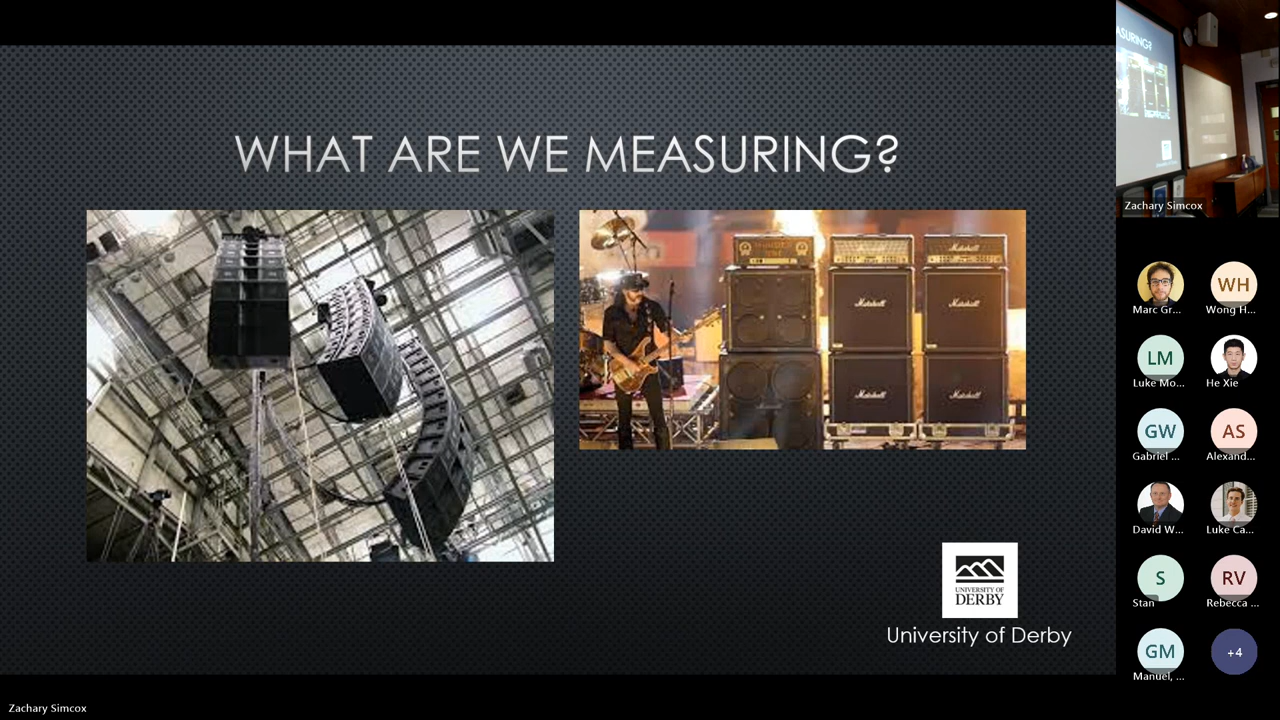 WHAT ARE WE MEASURING?
Marshall
Marshall
Marshall
Marshall
Marshall
Marshall
UNIVERSITY OF
DERBY
University of Derby
Zachary Simcox
ASURING?
Zachary Simcox
Marc Gr...
WH
Wong H...
LM
Luke Mo...
He Xie
GW
Gabriel ...
AS
Alexand...
David W...
Luke Ca...
S
Stan
RV
Rebecca ...
GM
Manuel, ...
+4